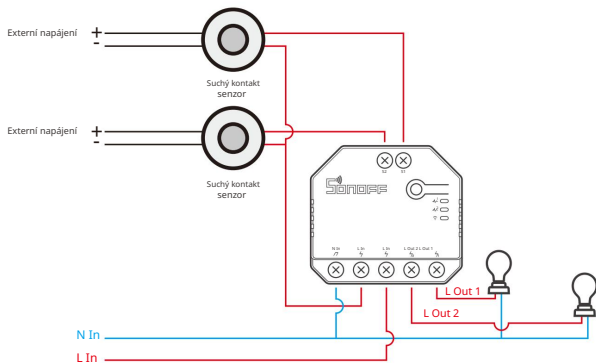 Externí napájení
+
-
Suchý kontakt
senzor
Externí napájení
+
-
Suchý kontakt
senzor
S2 S1
SONOFF
N In L In L In L Out 2 L Out 1
L Out 1
L Out 2
N In
L In